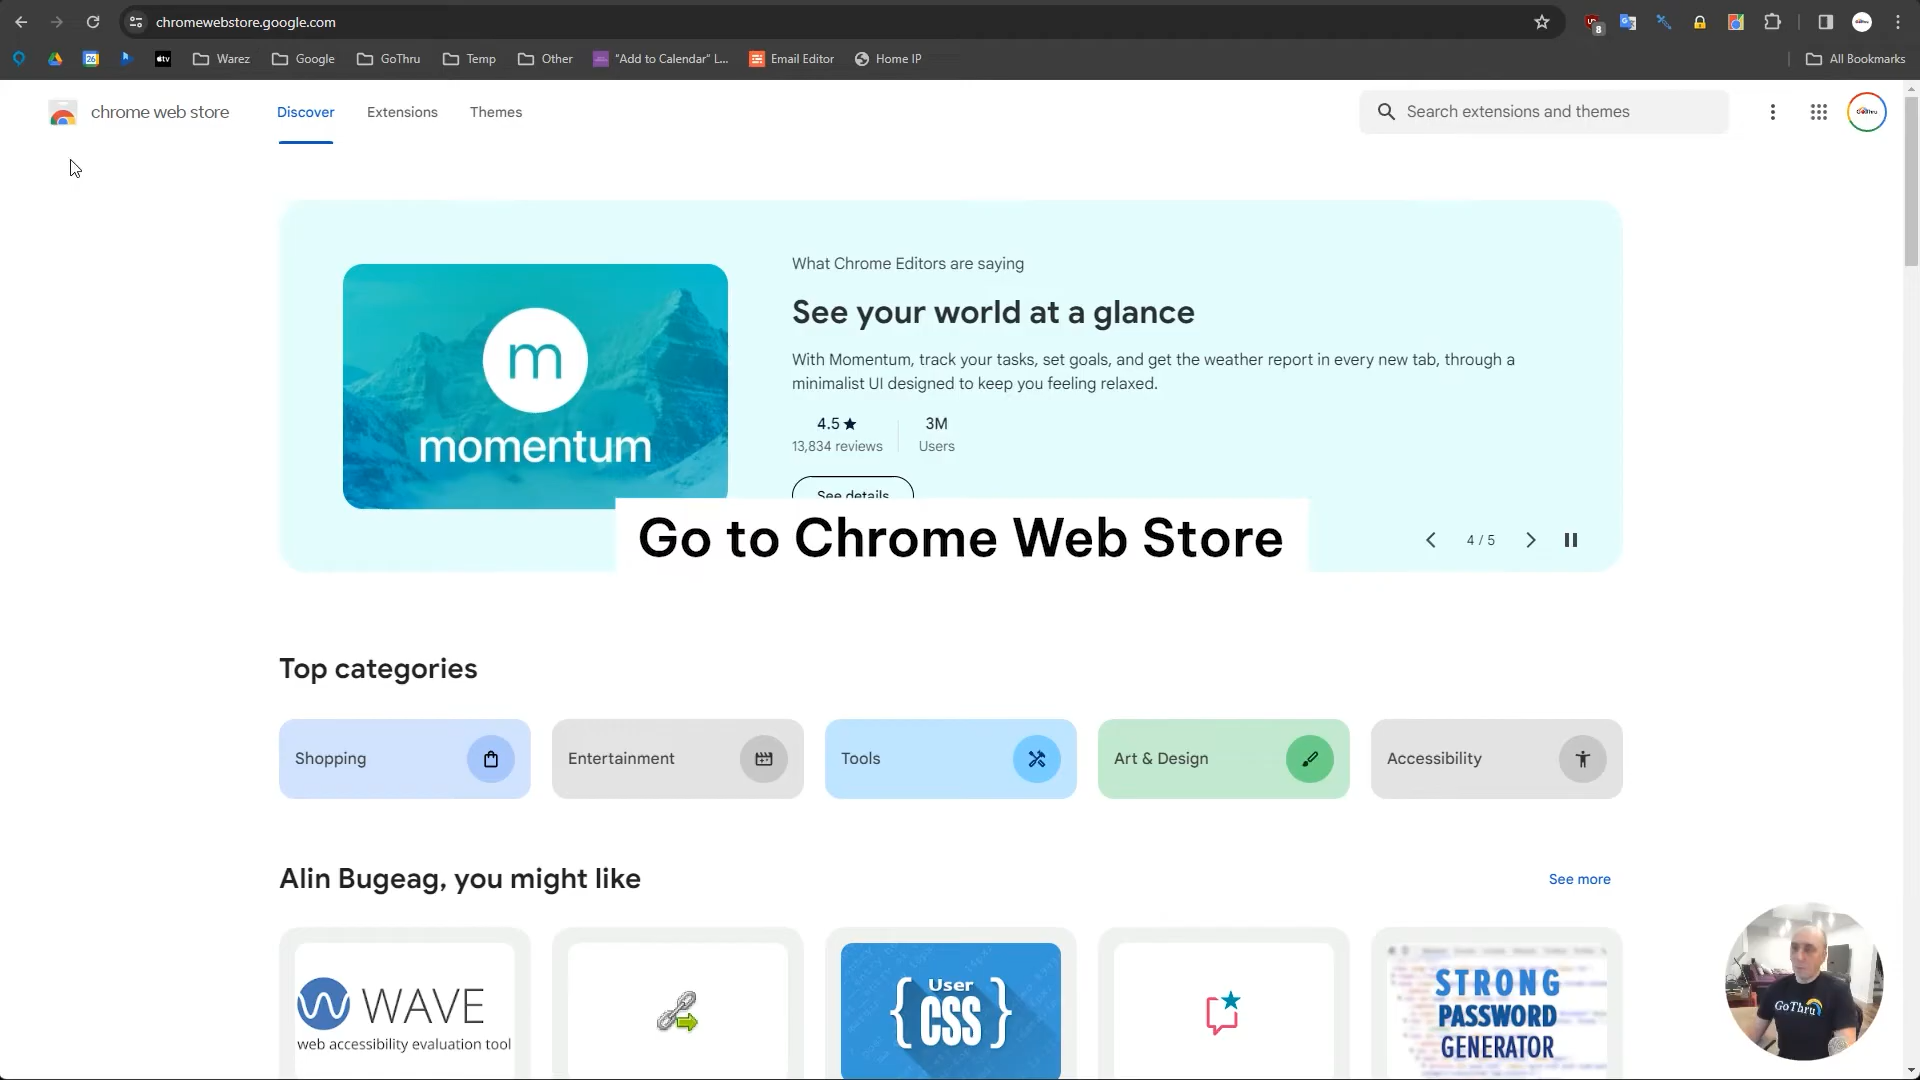 chromewebstore.google.com
8
26
tv
Warez
Google
GoThru
Temp
Other
"Add to Calendar" L...
Email Editor
Home IP
All Bookmarks
chrome web store
Discover
Extensions
Themes
Search extensions and themes
GoThru
What Chrome Editors are saying
See your world at a glance
With Momentum, track your tasks, set goals, and get the weather report in every new tab, through a
minimalist UI designed to keep you feeling relaxed.
m
momentum
4.5 ★
3M
13,834 reviews
Users
See details
Go to Chrome Web Store
4 / 5
Top categories
Shopping
Entertainment
Tools
Art & Design
Accessibility
Alin Bugeag, you might like
See more
WAVE
web accessibility evaluation tool
User
{CSS}
STRONG
PASSWORD
GENERATOR
GoThru